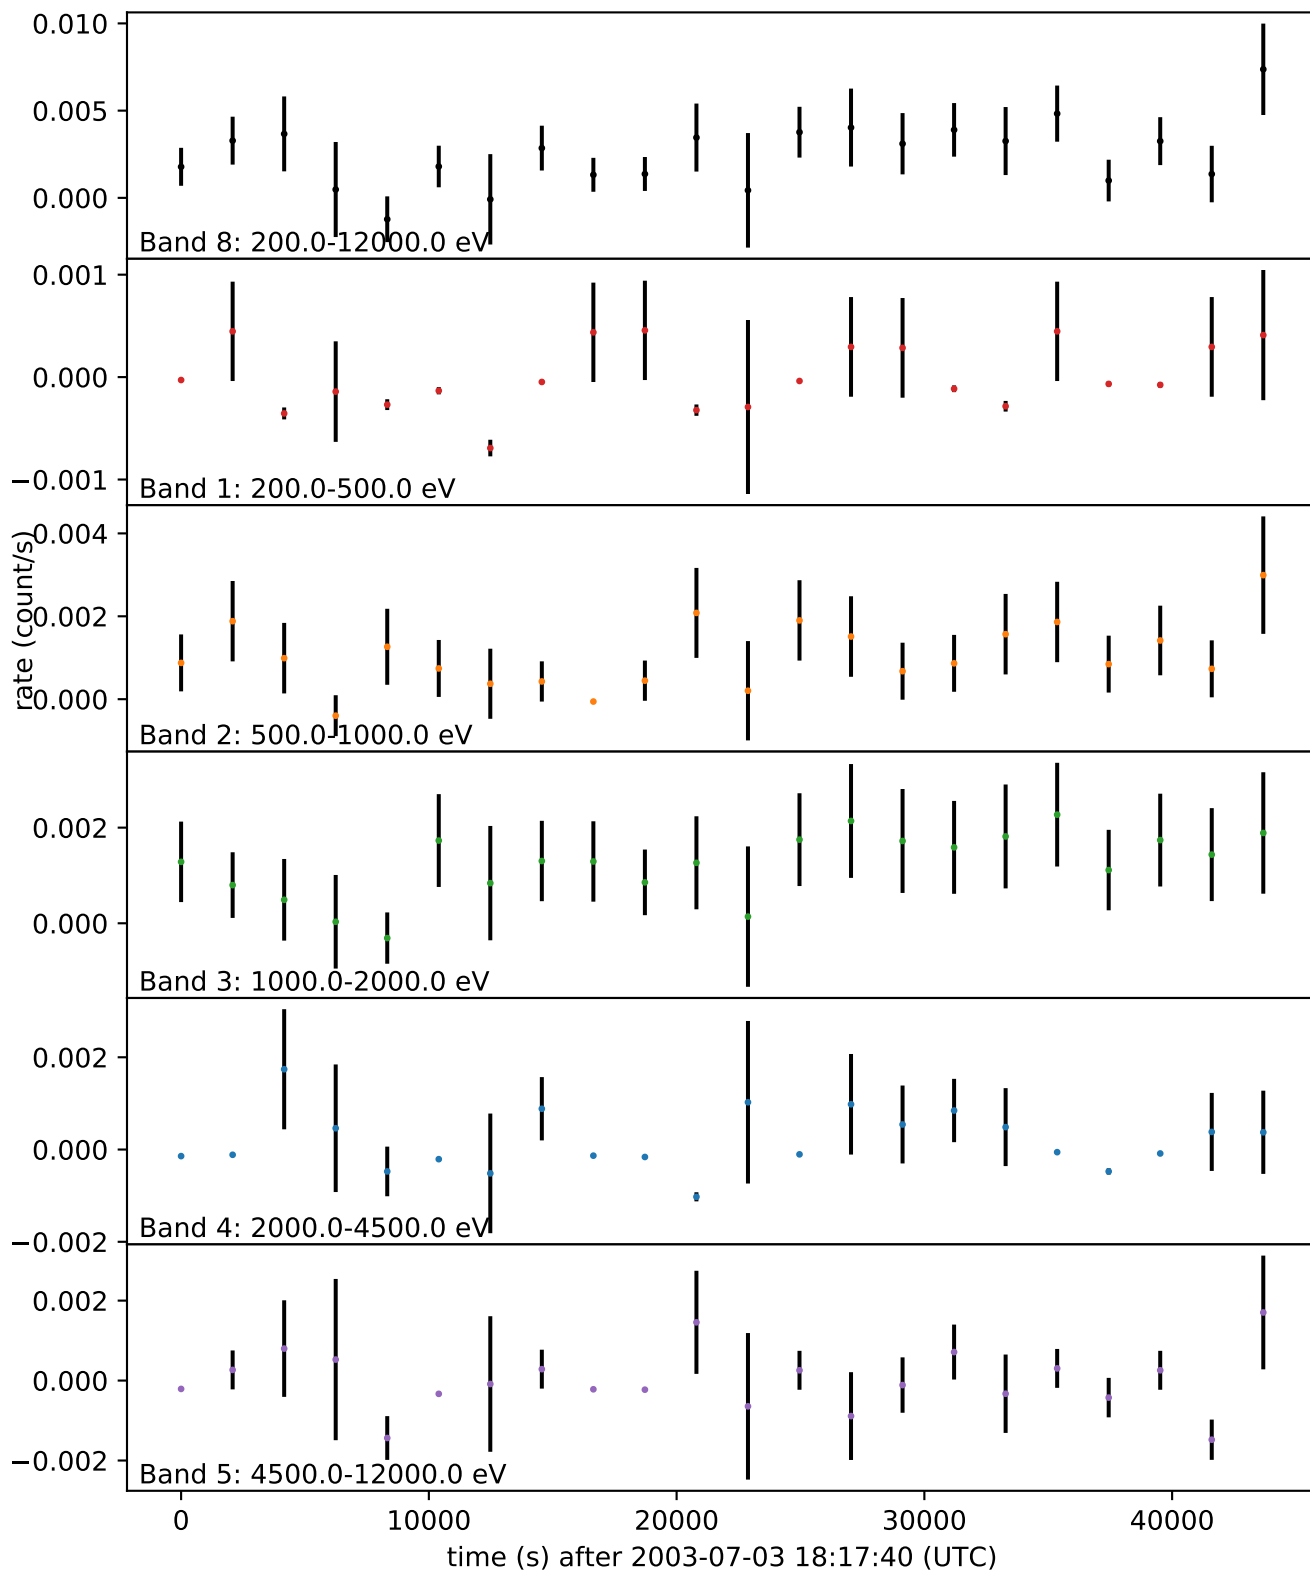 0.010
0.005
0.000
Band 8: 200.0-12000.0 eV
0.001
0.000
−0.001
Band 1: 200.0-500.0 eV
rate (count/s)
0.004
0.002
0.000
Band 2: 500.0-1000.0 eV
0.002
0.000
Band 3: 1000.0-2000.0 eV
0.002
0.000
−0.002
Band 4: 2000.0-4500.0 eV
0.002
0.000
−0.002
Band 5: 4500.0-12000.0 eV
0 10000 20000 30000 40000
time (s) after 2003-07-03 18:17:40 (UTC)